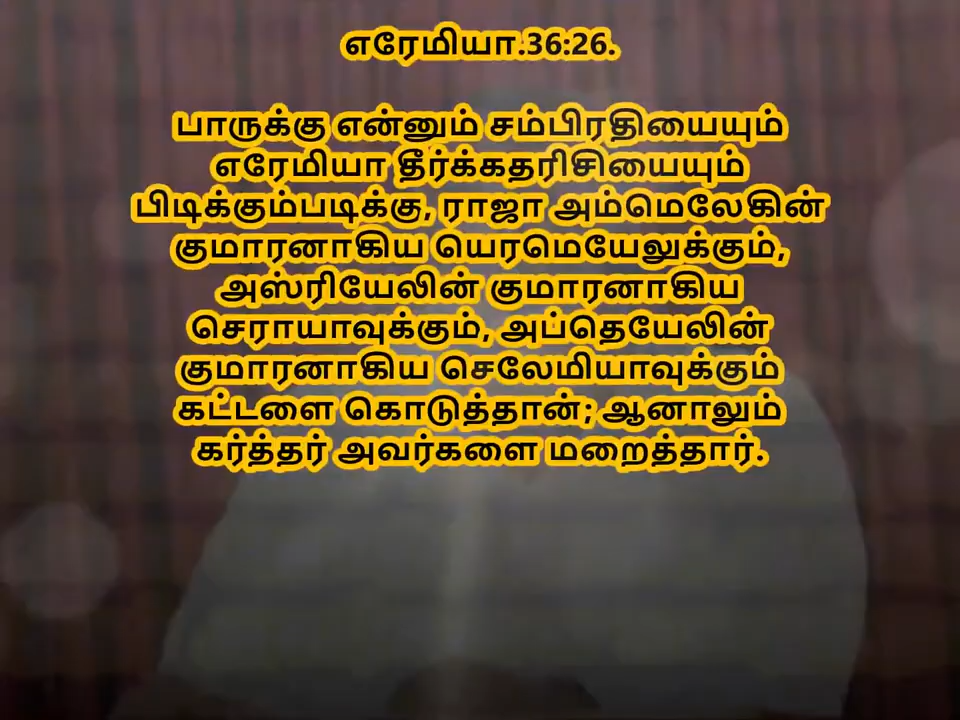 எரேமியா.36:26.
பாருக்கு என்னும் சம்பிரதியையும்
எரேமியா தீர்க்கதரிசியையும்
பிடிக்கும்படிக்கு, ராஜா அம்மெலேகின்
குமாரனாகிய யெரமெயேலுக்கும்,
அஸ்ரியேலின் குமாரனாகிய
செராயாவுக்கும், அப்தெயேலின்
குமாரனாகிய செலேமியாவுக்கும்
கட்டளை கொடுத்தான்; ஆனாலும்
கர்த்தர் அவர்களை மறைத்தார்.